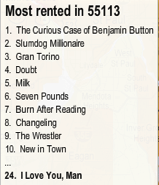 Most rented in 55113
1. The Curious Case of Benjamin Button
2. Slumdog Millionaire
3. Gran Torino
4. Doubt
5. Milk
6. Seven Pounds
7. Burn After Reading
8. Changeling
9. The Wrestler
10. New in Town
...
24. I Love You, Man